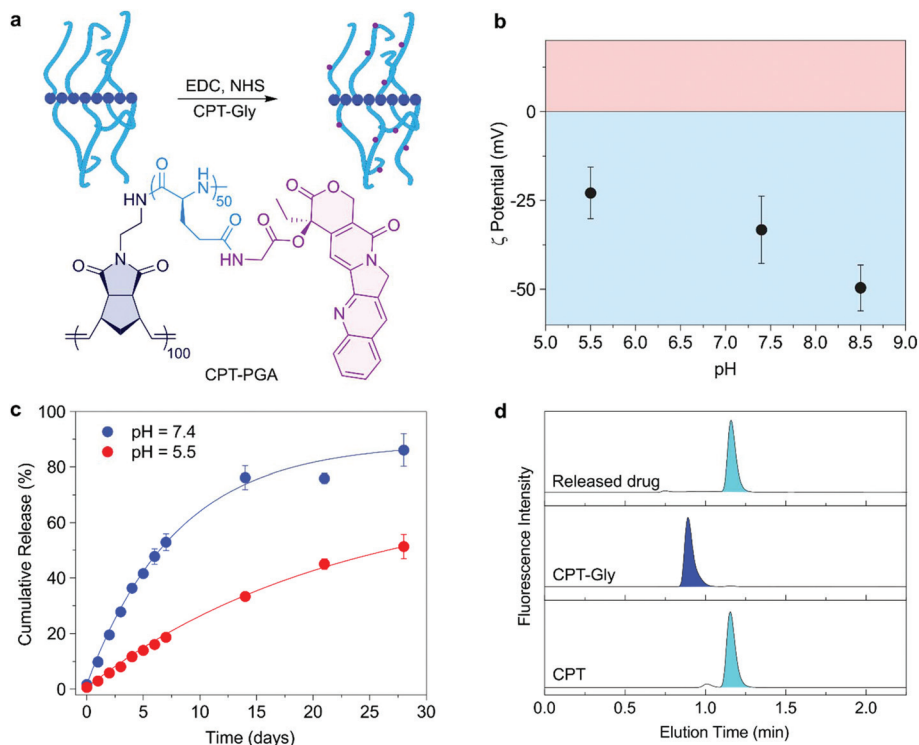 a
EDC, NHS
CPT-Gly
O
H
N
50
HN
O
N
H
O
O
O
O
O
O
N
N
O
N
O
100
CPT-PGA
b
ζ Potential (mV)
0
-25
-50
5.0 5.5 6.0 6.5 7.0 7.5 8.0 8.5 9.0
pH
c
Cumulative Release (%)
100
80
60
40
20
0
pH = 7.4
pH = 5.5
0 5 10 15 20 25 30
Time (days)
d
Fluorescence Intensity
Released drug
CPT-Gly
CPT
0.0 0.5 1.0 1.5 2.0
Elution Time (min)